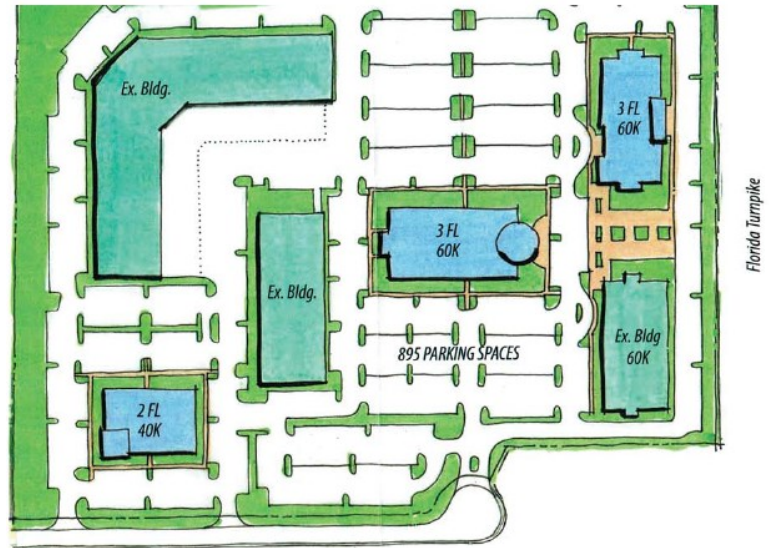 Ex. Bldg.
3 FL
60K
3 FL
60K
Florida Turnpike
Ex. Bldg.
Ex. Bldg
60K
895 PARKING SPACES
2 FL
40K